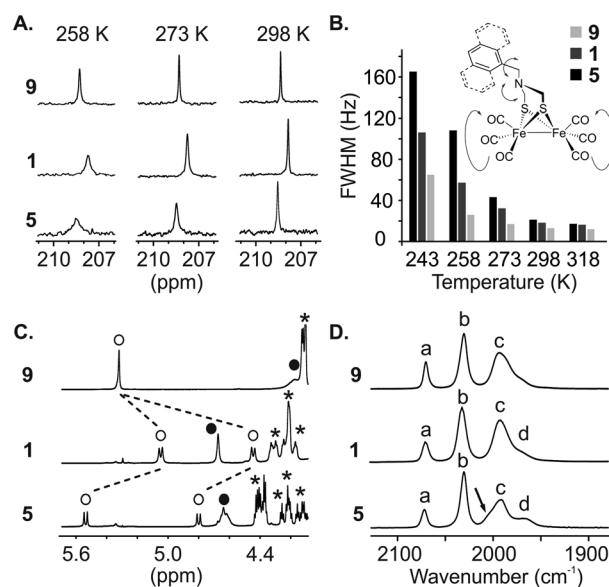 A.
258 K 273 K 298 K
9
1
5
210 207 210 207 210 207
(ppm)
B.
9
1
5
160
120
80
40
0
FWHM (Hz)
243 258 273 298 318
Temperature (K)
N
S S
OC Fe Fe CO
OC CO
OC CO
C.
9
1
5
* * * * * * * *
5.6 5.0 4.4
(ppm)
D.
a b c
9
a b c d
1
a b c d
5
2100 2000 1900
Wavenumber (cm⁻¹)